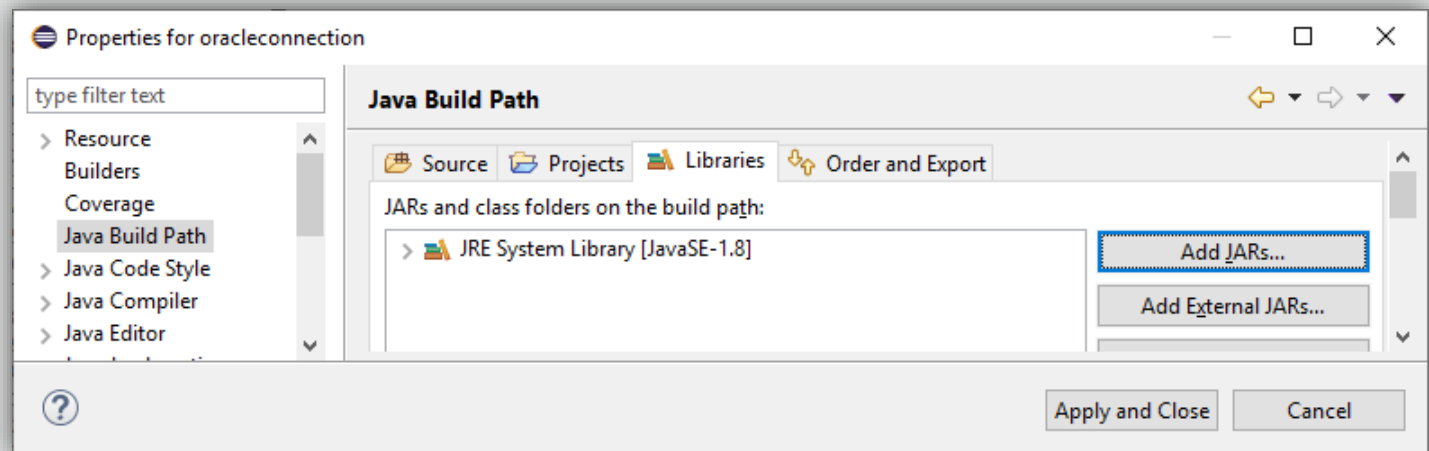 Properties for oracleconnection
type filter text
Resource
Builders
Coverage
Java Build Path
Java Code Style
Java Compiler
Java Editor
Java Build Path
Source Projects Libraries Order and Export
JARs and class folders on the build path:
JRE System Library [JavaSE-1.8]
Add JARs...
Add External JARs...
?
Apply and Close Cancel